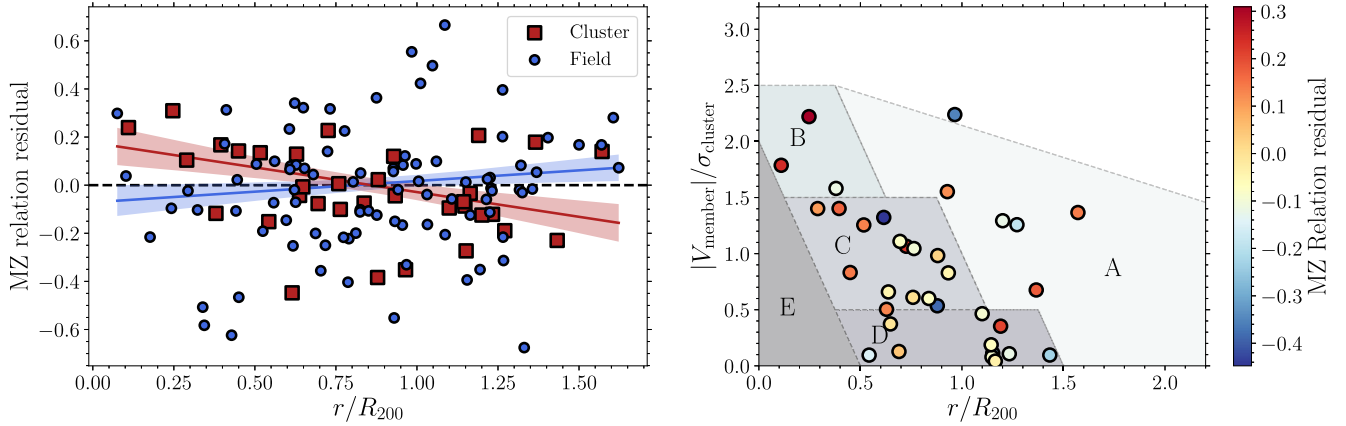 MZ relation residual
0.6
0.4
0.2
0.0
−0.2
−0.4
−0.6
Cluster
Field
0.00
0.25
0.50
0.75
1.00
1.25
1.50
r/R₂₀₀
|V_member|/σ_cluster
3.0
2.5
2.0
1.5
1.0
0.5
0.0
B
C
A
E
D
0.0
0.5
1.0
1.5
2.0
r/R₂₀₀
0.3
0.2
0.1
0.0
−0.1
−0.2
−0.3
−0.4
MZ Relation residual